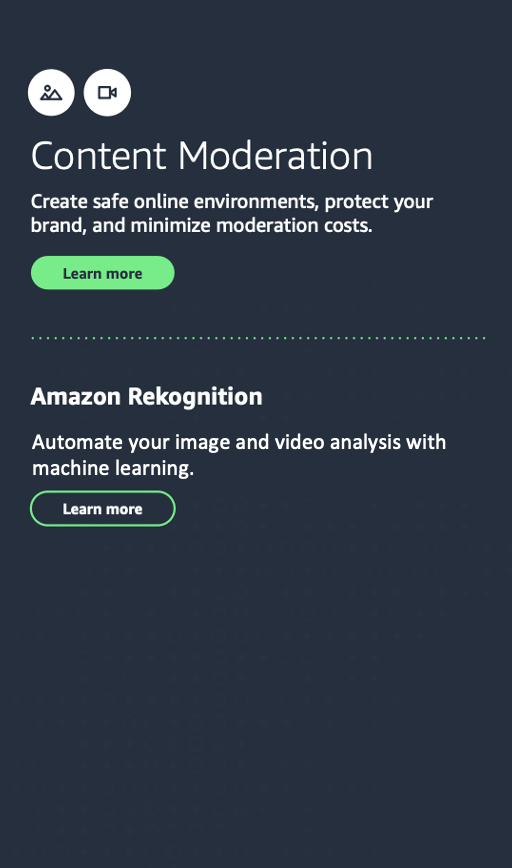 Content Moderation
Create safe online environments, protect your
brand, and minimize moderation costs.
Learn more
Amazon Rekognition
Automate your image and video analysis with
machine learning.
Learn more